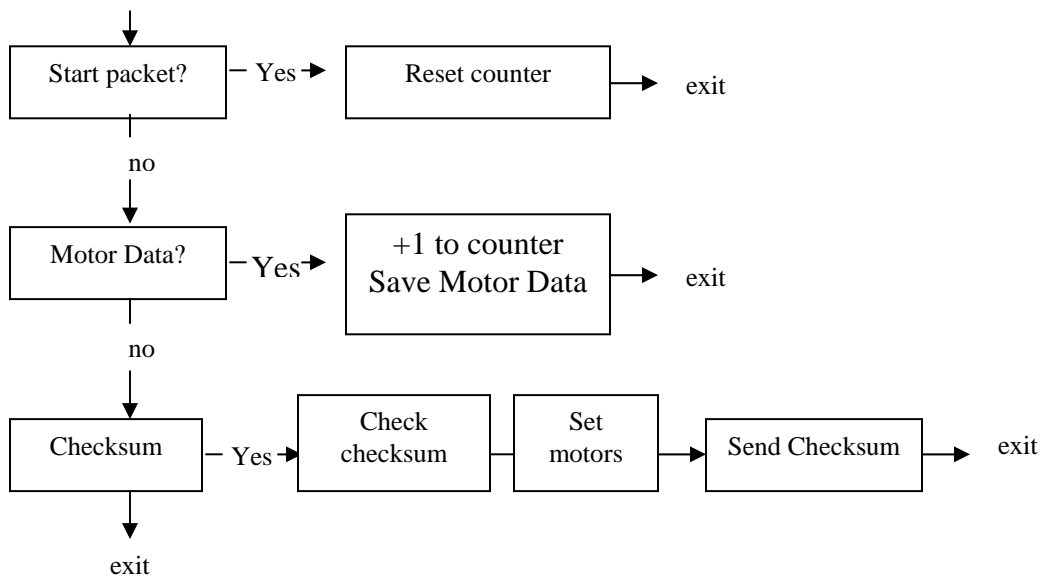 Start packet?
Yes
Reset counter
exit
no
Motor Data?
Yes
+1 to counter
Save Motor Data
exit
no
Checksum
Yes
Check
checksum
Set
motors
Send Checksum
exit
exit